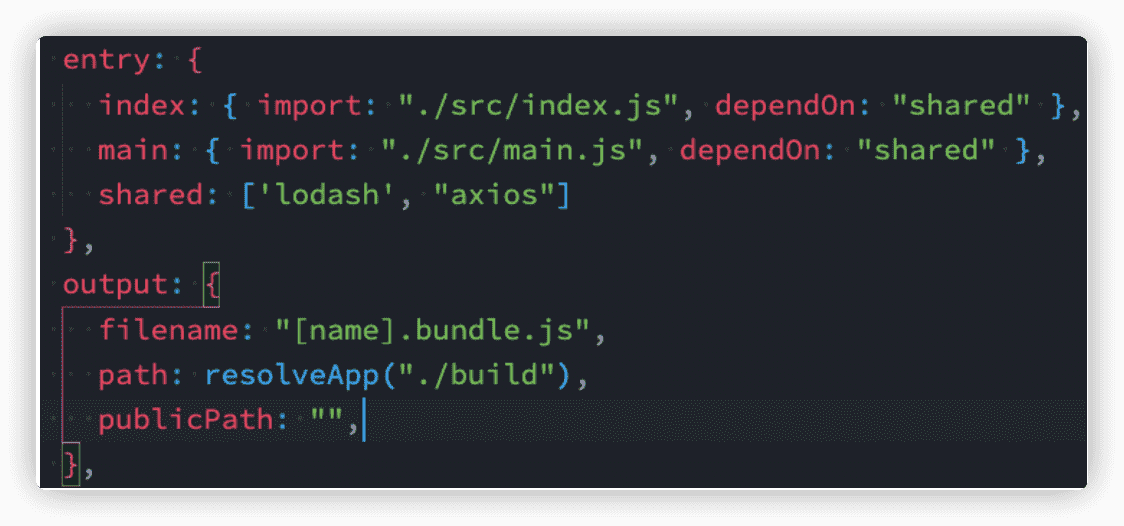 entry: {
index: { import: "./src/index.js", dependOn: "shared" },
main: { import: "./src/main.js", dependOn: "shared" },
shared: ['lodash', "axios"]
},
output: {
filename: "[name].bundle.js",
path: resolveApp("./build"),
publicPath: "",
},